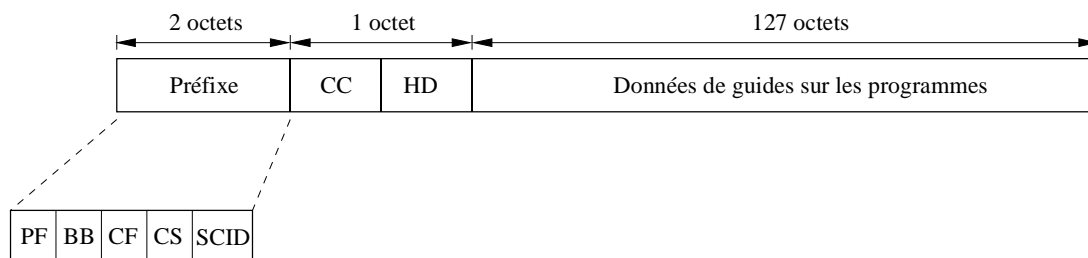 2 octets 1 octet 127 octets
Préfixe CC HD Données de guides sur les programmes
PF BB CF CS SCID